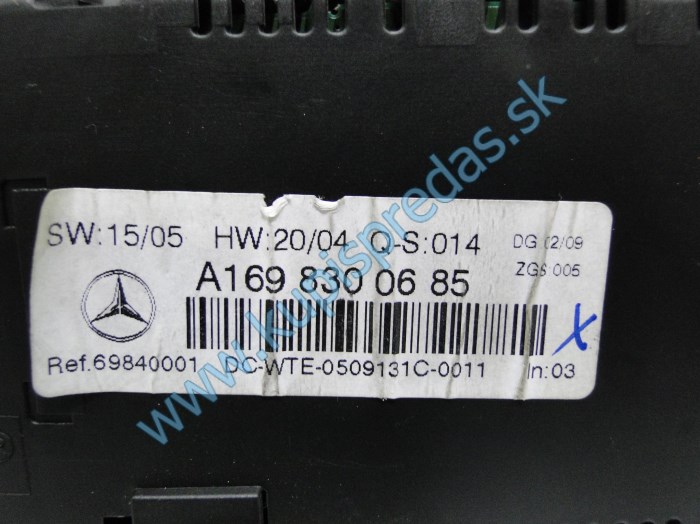 SW:15/05 HW:20/04 Q-S:014 DG 02/09
ZGS:005
A169 830 06 85
X
Ref.69840001 DC-WTE-0509131C-0011 In:03
www.kupispredas.sk